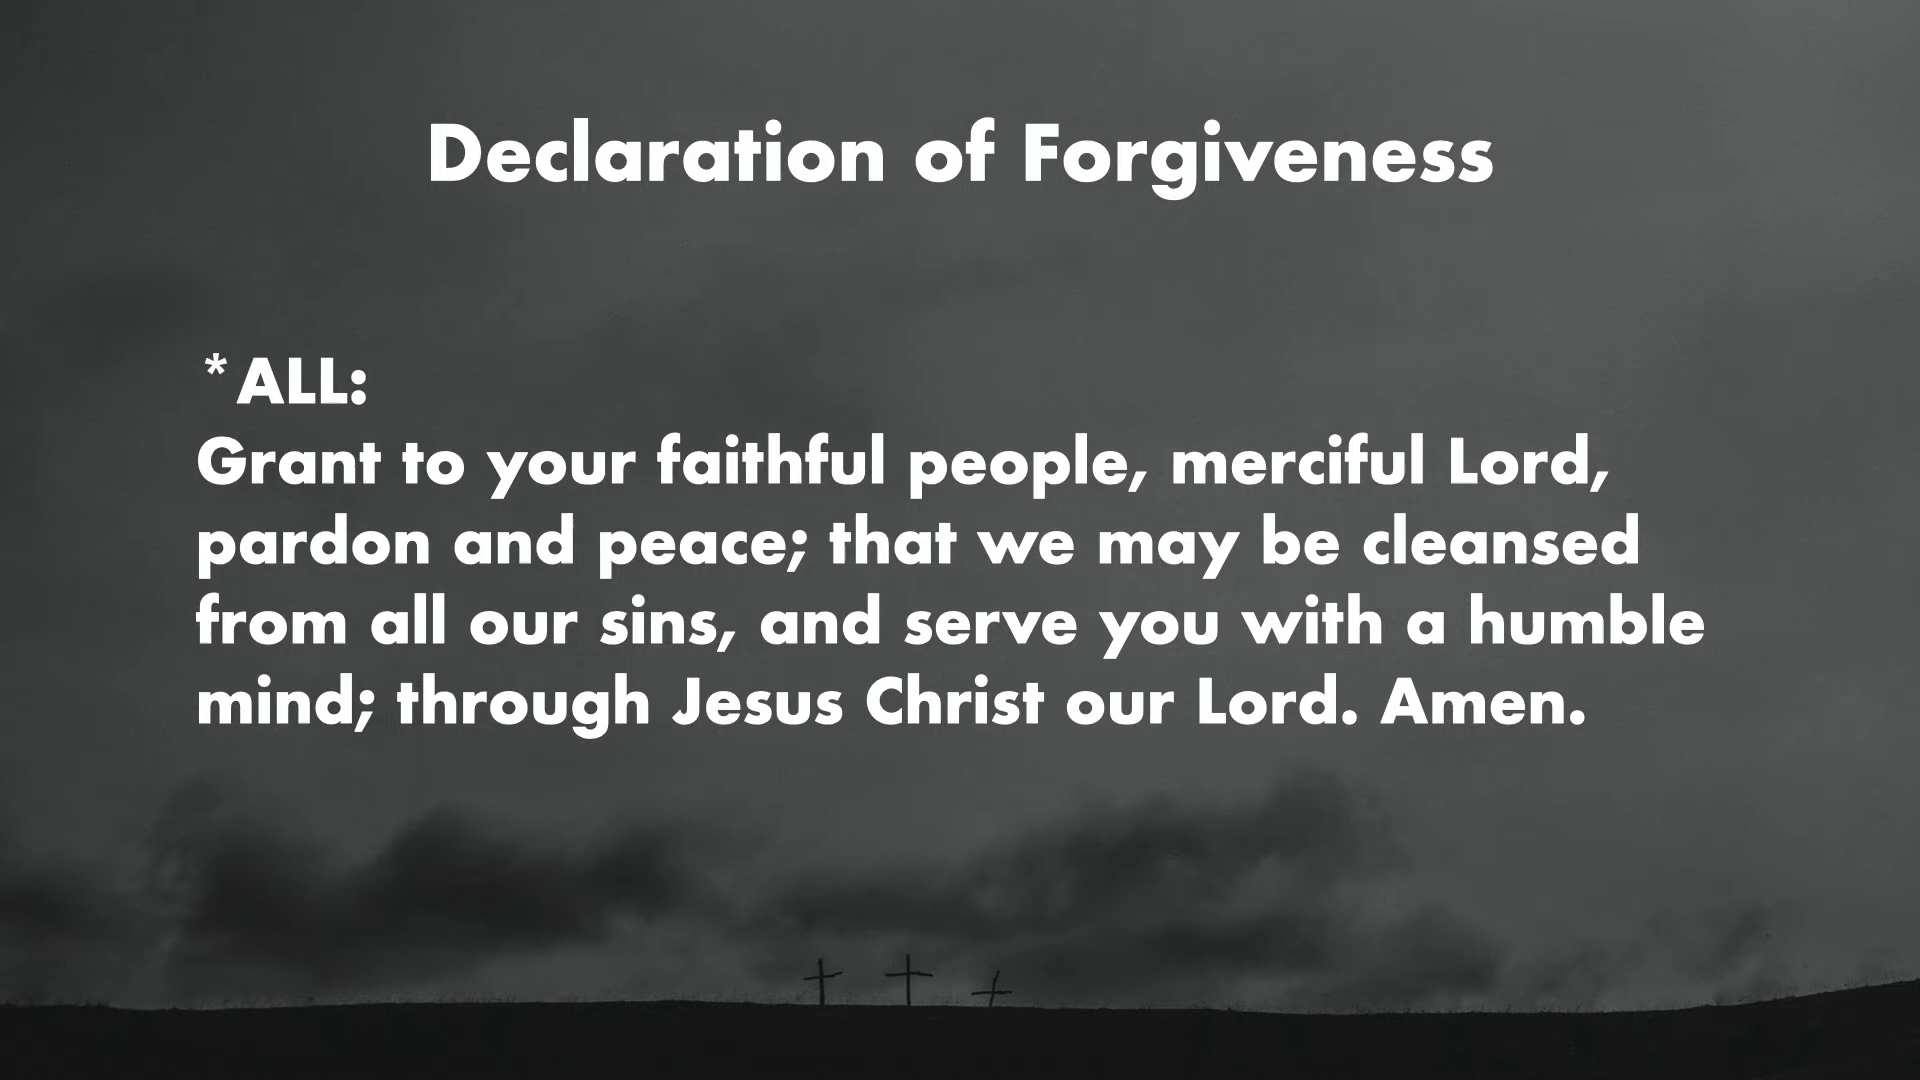 Declaration of Forgiveness
*ALL:
Grant to your faithful people, merciful Lord,
pardon and peace; that we may be cleansed
from all our sins, and serve you with a humble
mind; through Jesus Christ our Lord. Amen.